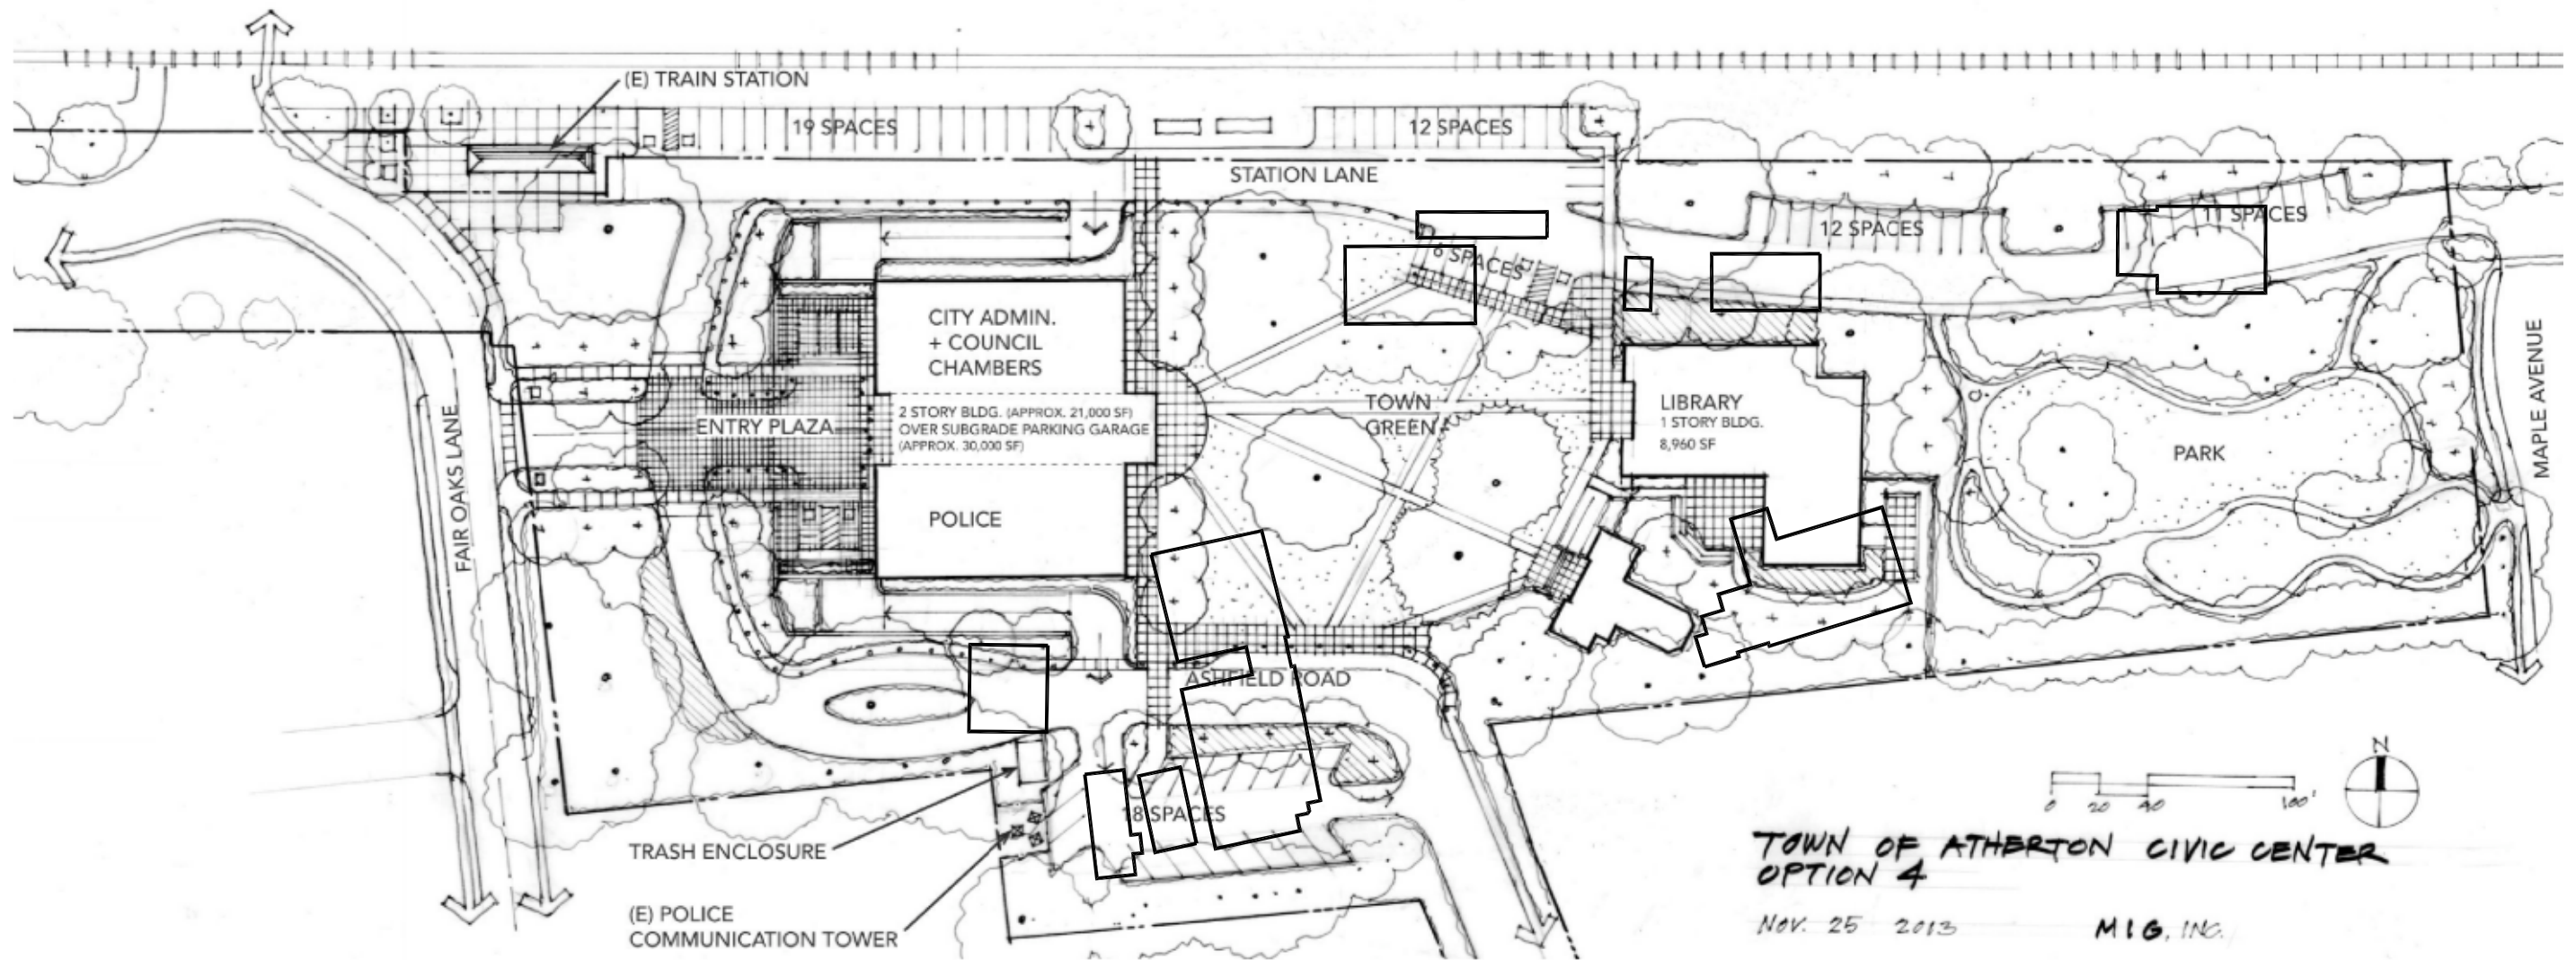 (E) TRAIN STATION
19 SPACES
12 SPACES
STATION LANE
11 SPACES
12 SPACES
6 SPACES
CITY ADMIN.
+ COUNCIL
CHAMBERS
2 STORY BLDG. (APPROX. 21,000 SF)
OVER SUBGRADE PARKING GARAGE
(APPROX. 30,000 SF)
ENTRY PLAZA
POLICE
TOWN
GREEN
LIBRARY
1 STORY BLDG.
8,960 SF
PARK
MAPLE AVENUE
FAIR OAKS LANE
ASHFIELD ROAD
18 SPACES
TRASH ENCLOSURE
(E) POLICE
COMMUNICATION TOWER
N
0 20 40 100'
TOWN OF ATHERTON CIVIC CENTER
OPTION 4
NOV. 25 2013 MIG, INC.